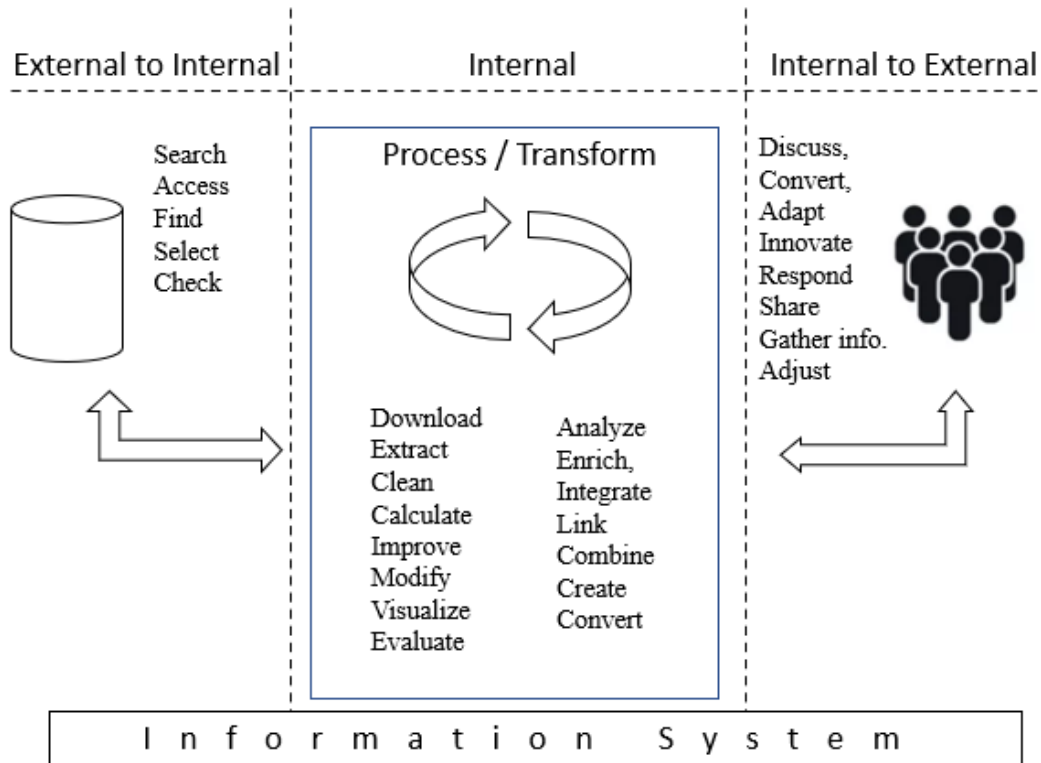 External to Internal
Internal
Internal to External
Search
Access
Find
Select
Check
Process / Transform
Download
Extract
Clean
Calculate
Improve
Modify
Visualize
Evaluate
Analyze
Enrich,
Integrate
Link
Combine
Create
Convert
Discuss,
Convert,
Adapt
Innovate
Respond
Share
Gather info.
Adjust
Information System